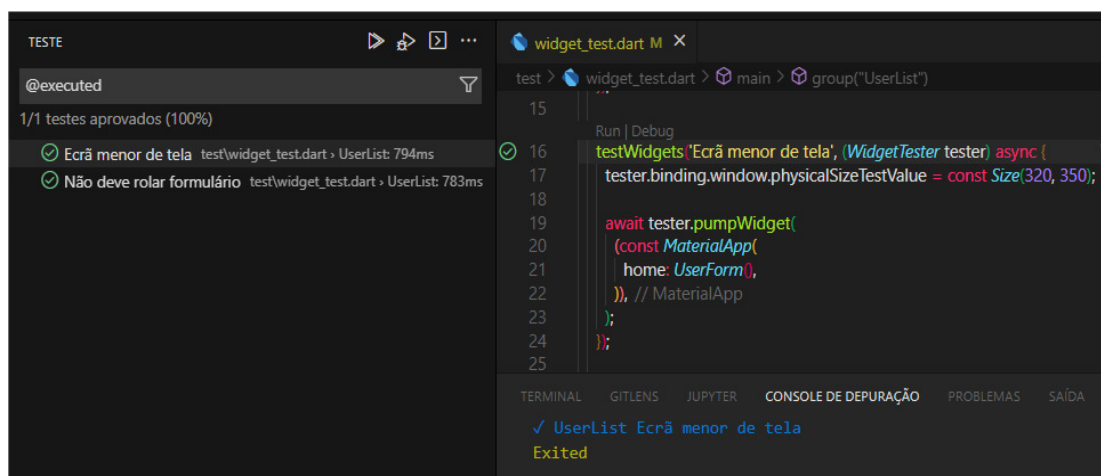 TESTE
@executed
1/1 testes aprovados (100%)
Ecrã menor de tela test\widget_test.dart › UserList: 794ms
Não deve rolar formulário test\widget_test.dart › UserList: 783ms
widget_test.dart M
test > widget_test.dart > main > group("UserList")
15
Run | Debug
16 testWidgets('Ecrã menor de tela', (WidgetTester tester) async {
17 tester.binding.window.physicalSizeTestValue = const Size(320, 350);
18
19 await tester.pumpWidget(
20 (const MaterialApp(
21 home: UserForm(),
22 )), // MaterialApp
23 );
24 });
25
TERMINAL GITLENS JUPYTER CONSOLE DE DEPURAÇÃO PROBLEMAS SAÍDA
✓ UserList Ecrã menor de tela
Exited